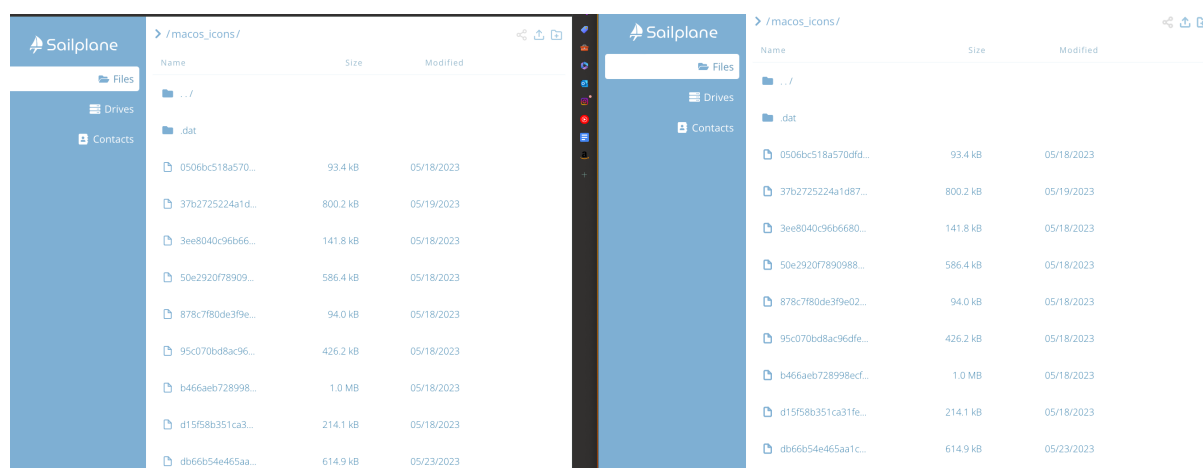 Sailplane
Files
Drives
Contacts
/macos_icons/
Name Size Modified
../
.dat
0506bc518a570... 93.4 kB 05/18/2023
37b2725224a1d... 800.2 kB 05/19/2023
3ee8040c96b66... 141.8 kB 05/18/2023
50e2920f78909... 586.4 kB 05/18/2023
878c7f80de3f9e... 94.0 kB 05/18/2023
95c070bd8ac96... 426.2 kB 05/18/2023
b466aeb728998... 1.0 MB 05/18/2023
d15f58b351ca3... 214.1 kB 05/18/2023
db66b54e465aa... 614.9 kB 05/23/2023
Sailplane
Files
Drives
Contacts
/macos_icons/
Name Size Modified
../
.dat
0506bc518a570dfd... 93.4 kB 05/18/2023
37b2725224a1d87... 800.2 kB 05/19/2023
3ee8040c96b6680... 141.8 kB 05/18/2023
50e2920f7890988... 586.4 kB 05/18/2023
878c7f80de3f9e02... 94.0 kB 05/18/2023
95c070bd8ac96dfe... 426.2 kB 05/18/2023
b466aeb728998ecf... 1.0 MB 05/18/2023
d15f58b351ca31fe... 214.1 kB 05/18/2023
db66b54e465aa1c... 614.9 kB 05/23/2023